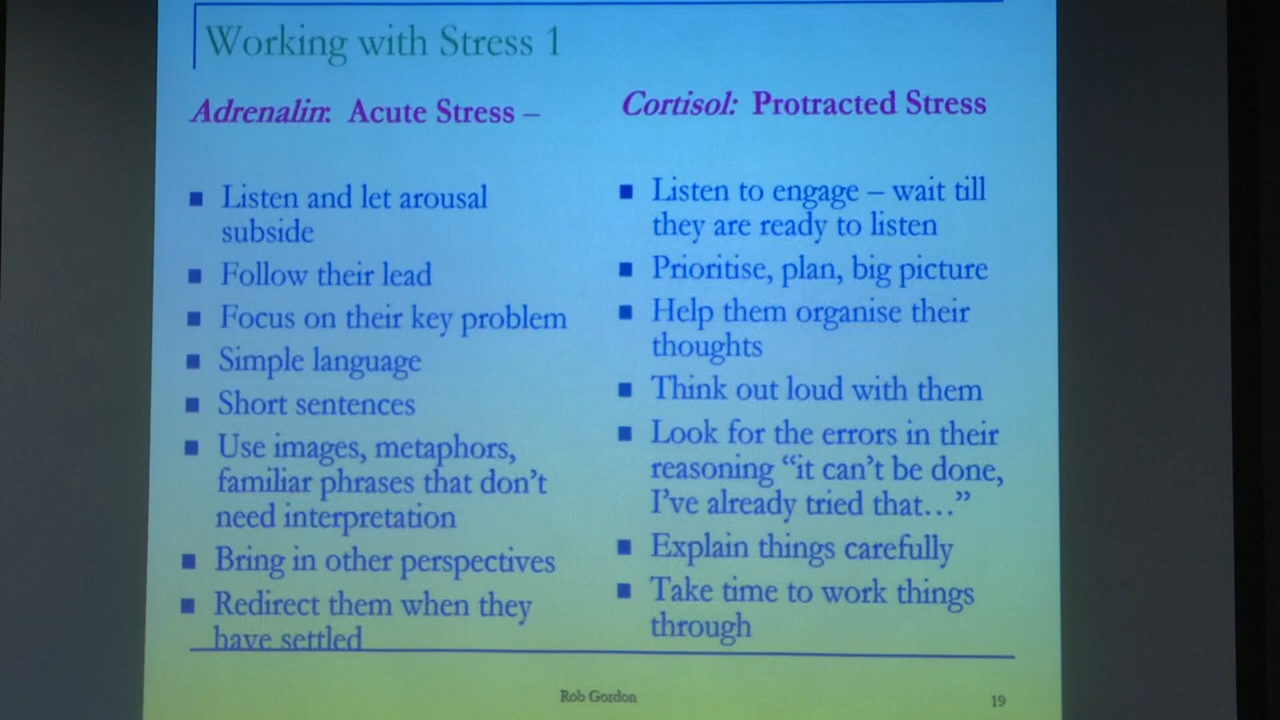 Working with Stress 1
Adrenalin: Acute Stress –
Listen and let arousal
subside
Follow their lead
Focus on their key problem
Simple language
Short sentences
Use images, metaphors,
familiar phrases that don't
need interpretation
Bring in other perspectives
Redirect them when they
have settled
Cortisol: Protracted Stress
Listen to engage – wait till
they are ready to listen
Prioritise, plan, big picture
Help them organise their
thoughts
Think out loud with them
Look for the errors in their
reasoning “it can’t be done,
I’ve already tried that…”
Explain things carefully
Take time to work things
through
Rob Gordon
19